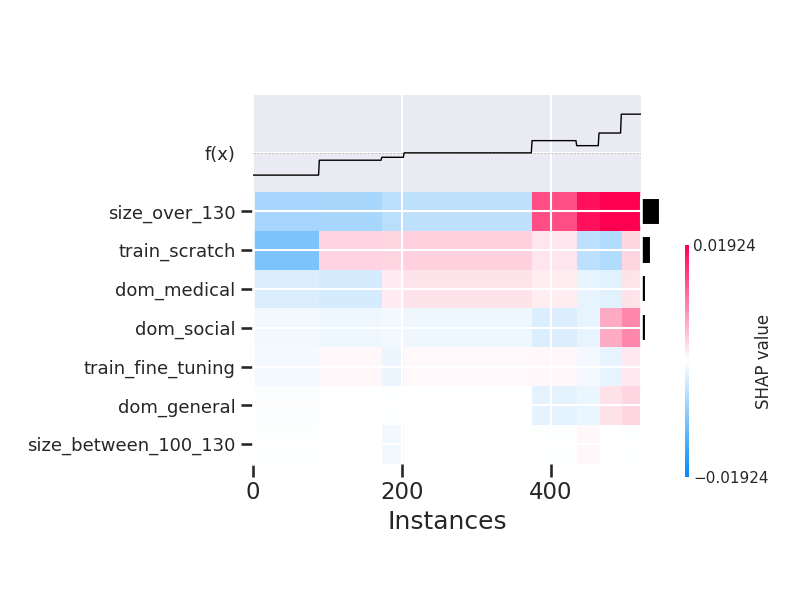 f(x)
size_over_130
train_scratch
dom_medical
dom_social
train_fine_tuning
dom_general
size_between_100_130
0
200
400
Instances
0.01924
SHAP value
−0.01924